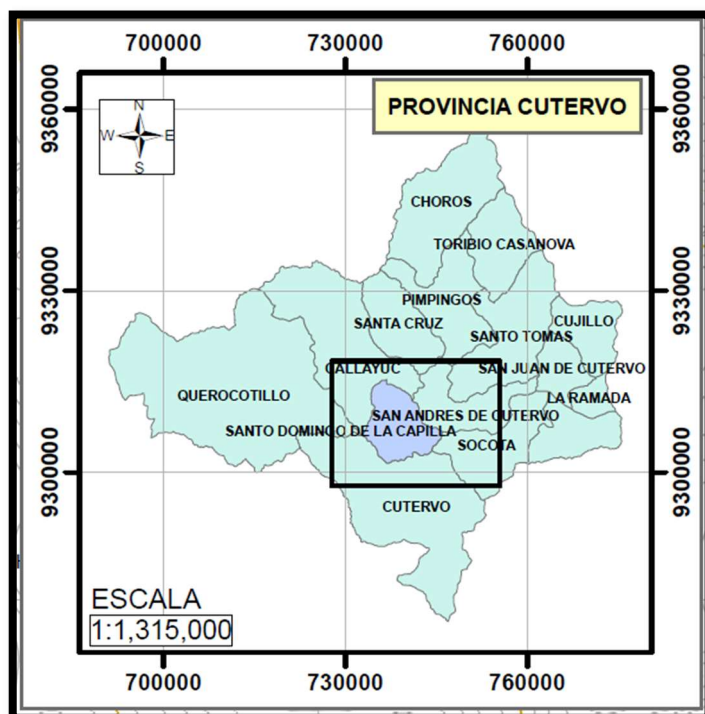 700000
730000
760000
9360000
9360000
PROVINCIA CUTERVO
N
W
E
S
CHOROS
TORIBIO CASANOVA
9330000
9330000
PIMPINGOS
SANTA CRUZ
CUJILLO
SANTO TOMAS
CALLAYUC
SAN JUAN DE CUTERVO
QUEROCOTILLO
LA RAMADA
SAN ANDRES DE CUTERVO
SANTO DOMINGO DE LA CAPILLA
SOCOTA
9300000
9300000
CUTERVO
ESCALA
1:1,315,000
700000
730000
760000